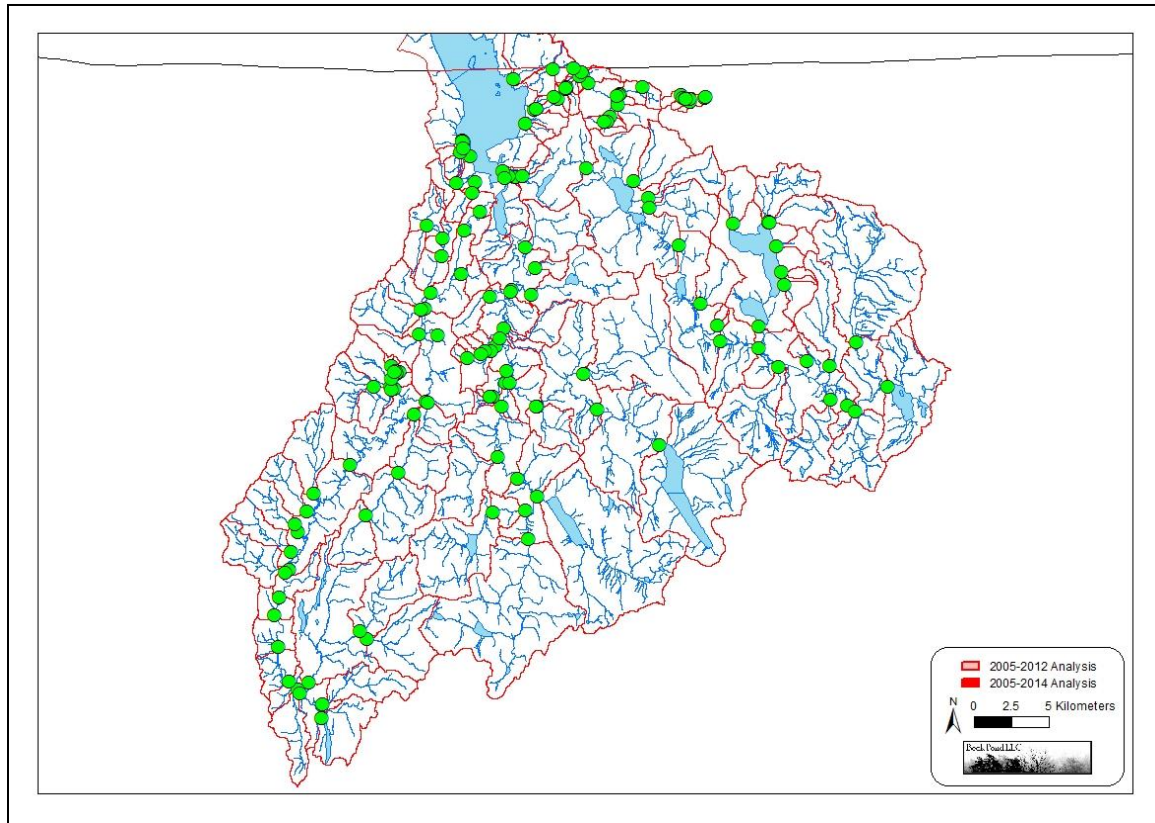 2005-2012 Analysis
2005-2014 Analysis
N
0 2.5 5 Kilometers
Beck Pond LLC